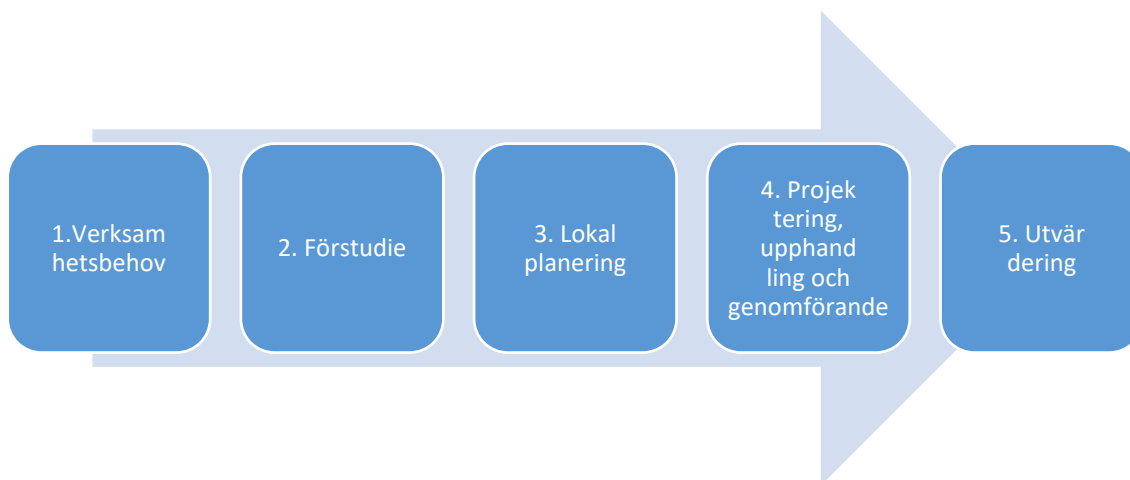 1.Verksam
hetsbehov
2. Förstudie
3. Lokal
planering
4. Projek
tering,
upphand
ling och
genomförande
5. Utvär
dering